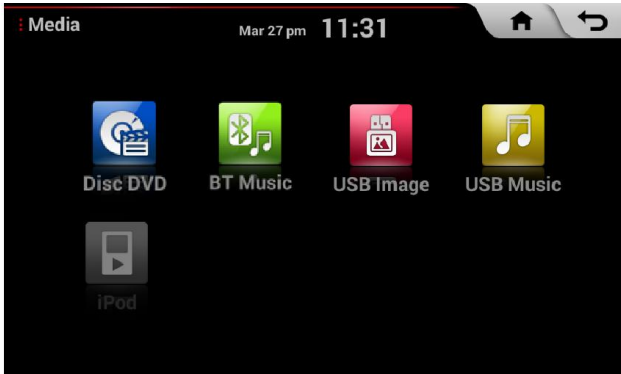 Media
Mar 27 pm 11:31
Disc DVD BT Music USB Image USB Music
iPod